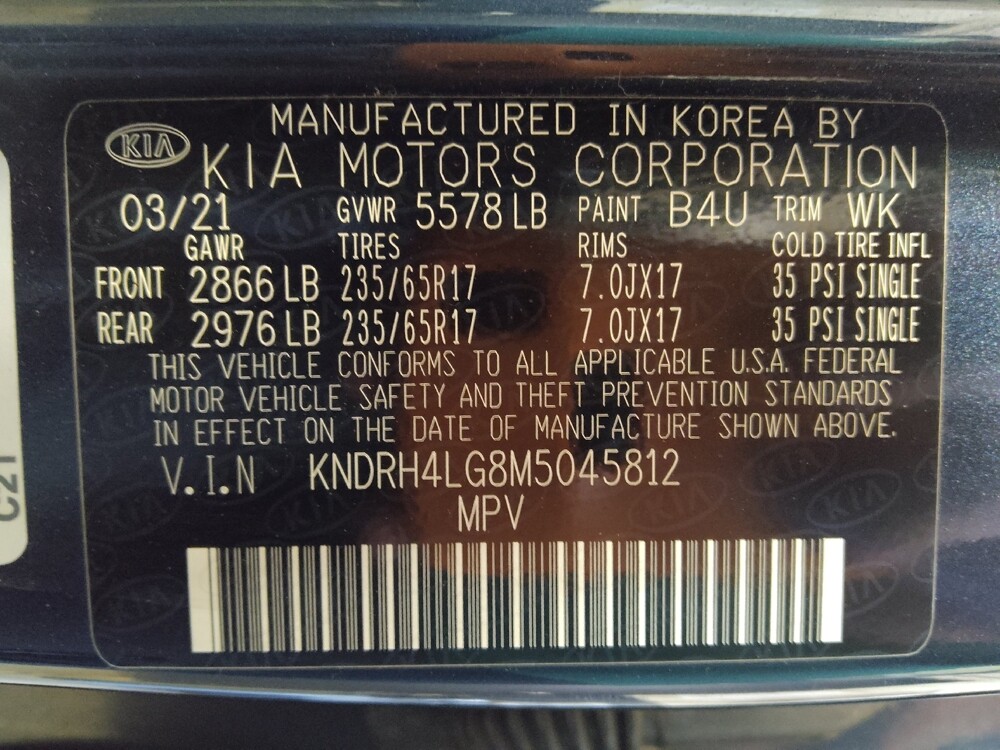 MANUFACTURED IN KOREA BY
KIA KIA MOTORS CORPORATION
03/21 GVWR 5578 LB PAINT B4U TRIM WK
GAWR TIRES RIMS COLD TIRE INFL
FRONT 2866 LB 235/65R17 7.0JX17 35 PSI SINGLE
REAR 2976 LB 235/65R17 7.0JX17 35 PSI SINGLE
THIS VEHICLE CONFORMS TO ALL APPLICABLE U.S.A. FEDERAL
MOTOR VEHICLE SAFETY AND THEFT PREVENTION STANDARDS
IN EFFECT ON THE DATE OF MANUFACTURE SHOWN ABOVE.
V.I.N KNDRH4LG8M5045812
MPV